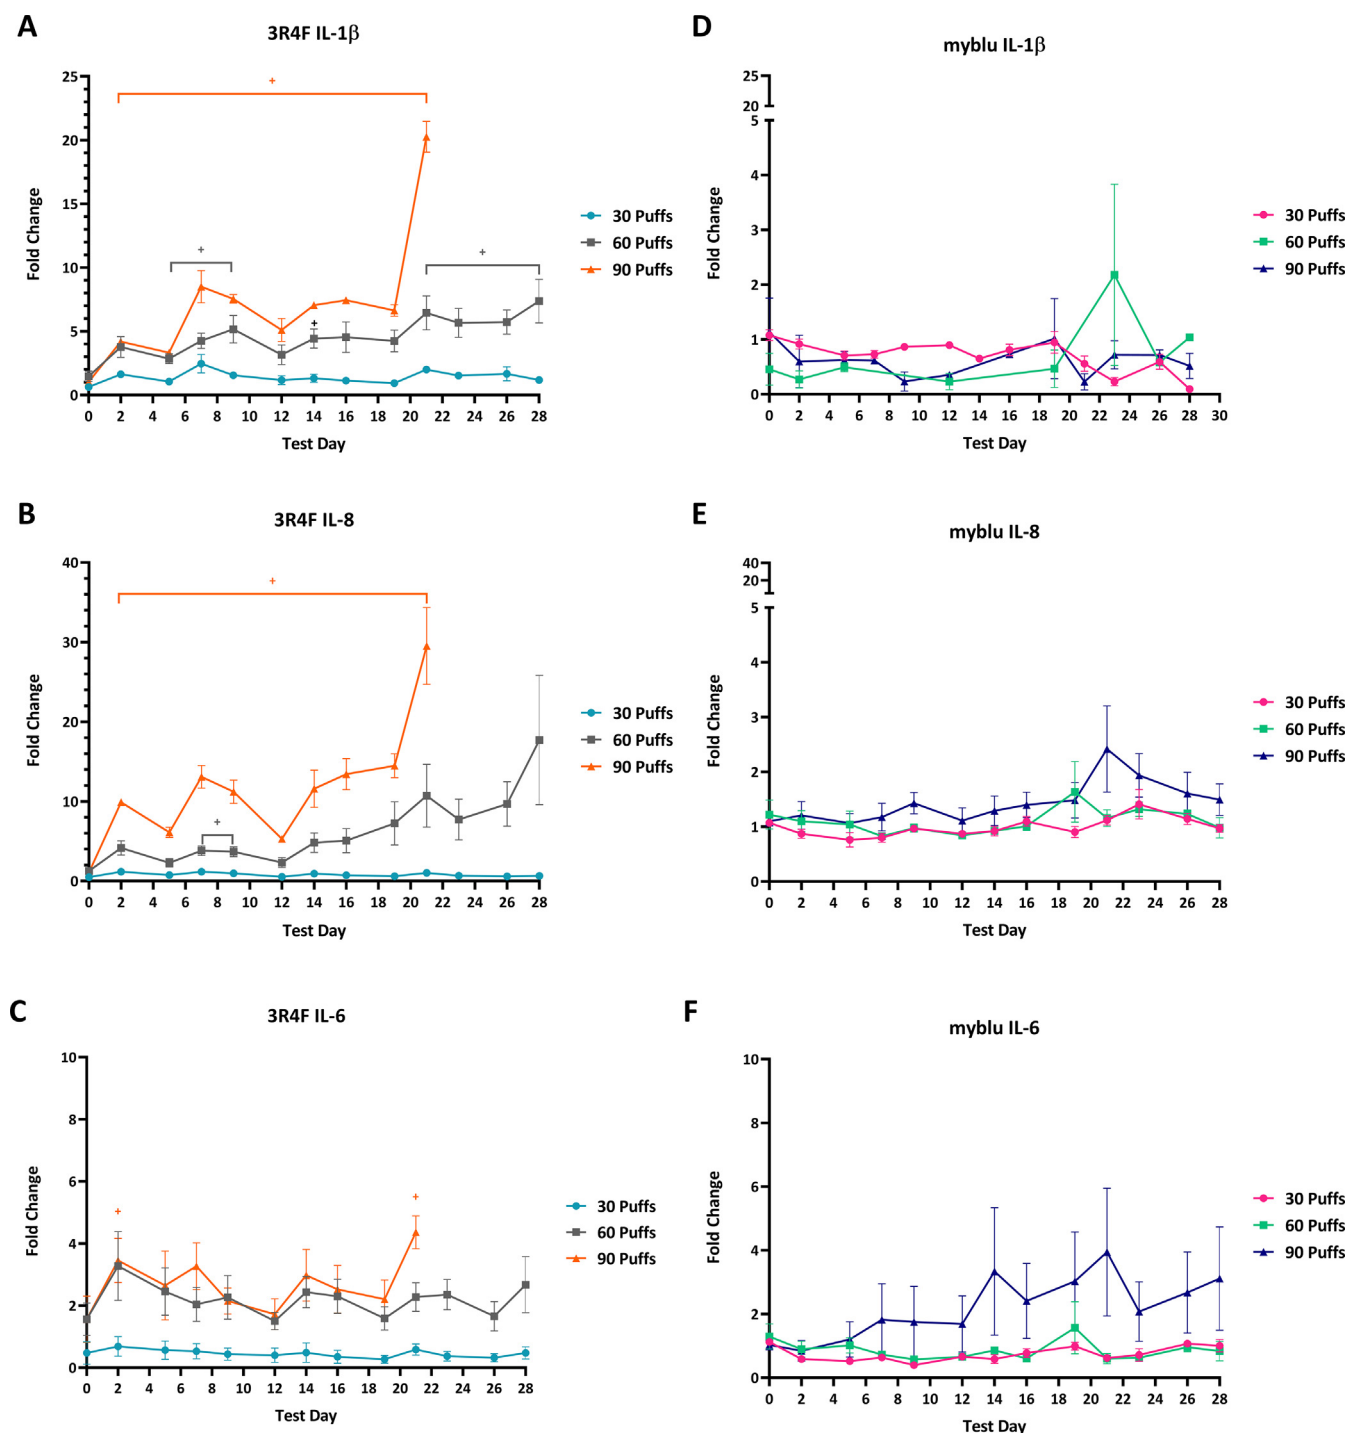 A
3R4F IL-1β
25
20
15
10
5
0
Fold Change
+
+
+
+
0 2 4 6 8 10 12 14 16 18 20 22 24 26 28
Test Day
30 Puffs
60 Puffs
90 Puffs
D
myblu IL-1β
25
20
5
4
3
2
1
0
Fold Change
0 2 4 6 8 10 12 14 16 18 20 22 24 26 28 30
Test Day
30 Puffs
60 Puffs
90 Puffs
B
3R4F IL-8
40
30
20
10
0
Fold Change
+
+
0 2 4 6 8 10 12 14 16 18 20 22 24 26 28
Test Day
30 Puffs
60 Puffs
90 Puffs
E
myblu IL-8
40
20
5
4
3
2
1
0
Fold Change
0 2 4 6 8 10 12 14 16 18 20 22 24 26 28
Test Day
30 Puffs
60 Puffs
90 Puffs
C
3R4F IL-6
10
8
6
4
2
0
Fold Change
+
+
0 2 4 6 8 10 12 14 16 18 20 22 24 26 28
Test Day
30 Puffs
60 Puffs
90 Puffs
F
myblu IL-6
10
8
6
4
2
0
Fold Change
0 2 4 6 8 10 12 14 16 18 20 22 24 26 28
Test Day
30 Puffs
60 Puffs
90 Puffs